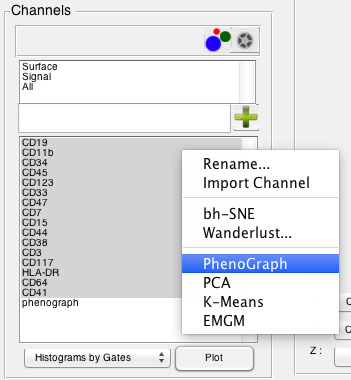 Channels
Surface
Signal
All
CD19
CD11b
CD34
CD45
CD123
CD33
CD47
CD7
CD15
CD44
CD38
CD3
CD117
HLA-DR
CD64
CD41
phenograph
Rename...
Import Channel
bh-SNE
Wanderlust...
PhenoGraph
PCA
K-Means
EMGM
Histograms by Gates
Plot
Z :